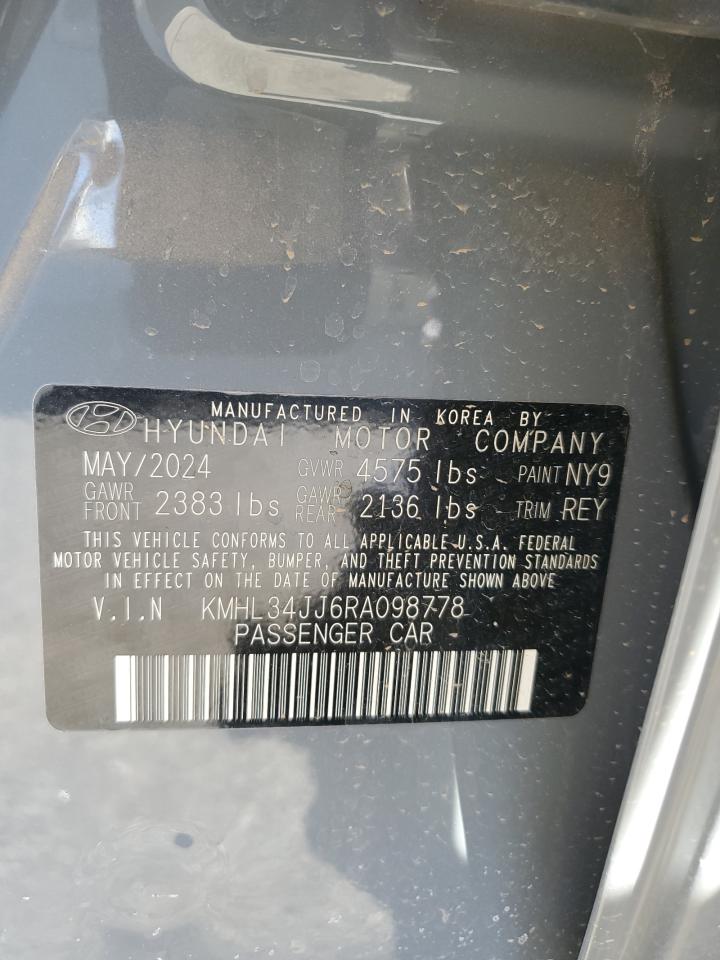 MANUFACTURED IN KOREA BY
HYUNDAI MOTOR COMPANY
MAY/2024 GVWR 4575 lbs PAINT NY9
GAWR FRONT 2383 lbs GAWR REAR 2136 lbs TRIM REY
THIS VEHICLE CONFORMS TO ALL APPLICABLE U.S.A. FEDERAL
MOTOR VEHICLE SAFETY, BUMPER, AND THEFT PREVENTION STANDARDS
IN EFFECT ON THE DATE OF MANUFACTURE SHOWN ABOVE
V.I.N KMHL34JJ6RA098778
PASSENGER CAR